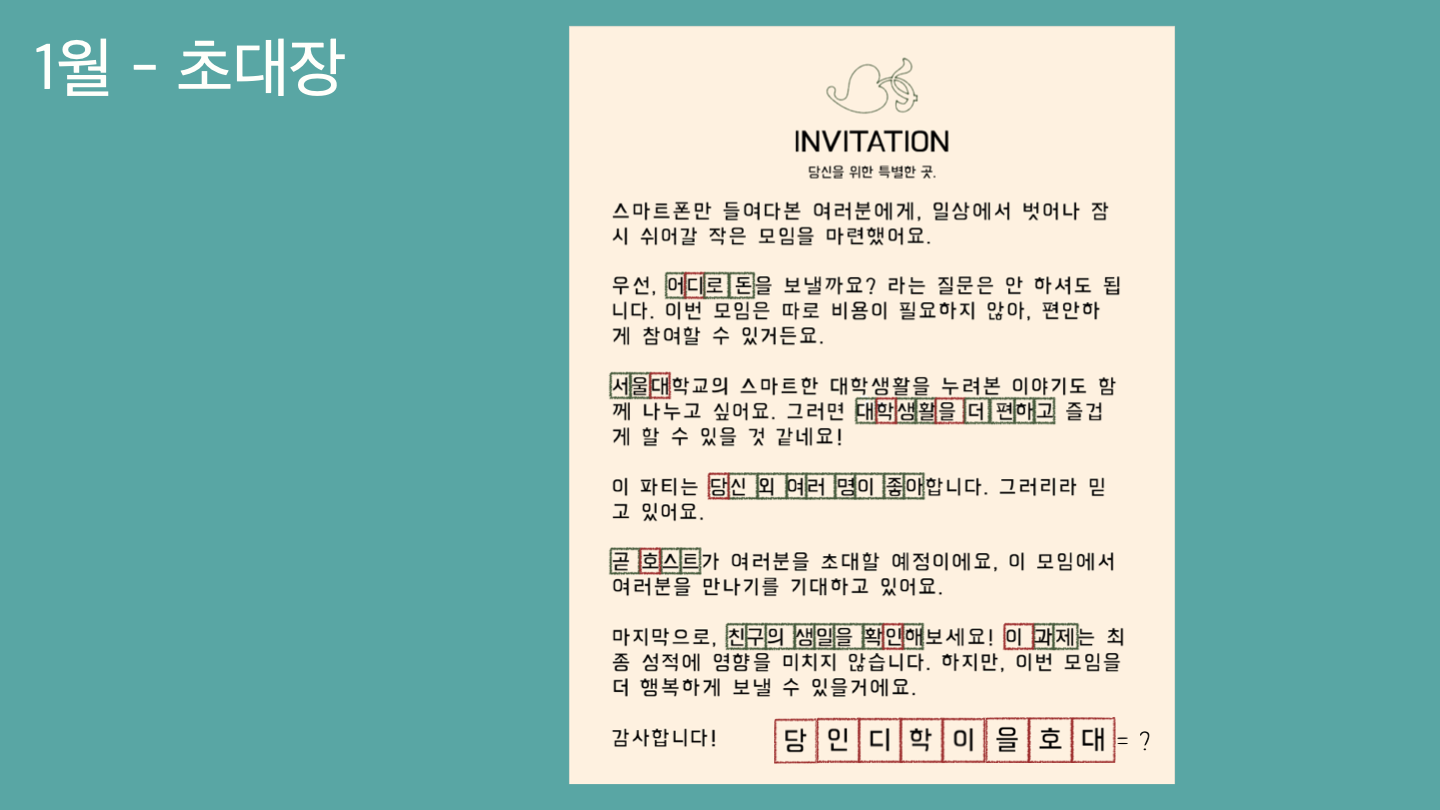 1월 - 초대장
INVITATION
당신을 위한 특별한 곳.
스마트폰만 들여다본 여러분에게, 일상에서 벗어나 잠
시 쉬어갈 작은 모임을 마련했어요.
우선, 어디로 돈을 보낼까요? 라는 질문은 안 하셔도 됩
니다. 이번 모임은 따로 비용이 필요하지 않아, 편안하
게 참여할 수 있거든요.
서울대학교의 스마트한 대학생활을 누려본 이야기도 함
께 나누고 싶어요. 그러면 대학생활을 더 편하고 즐겁
게 할 수 있을 것 같네요!
이 파티는 당신 외 여러 명이 좋아합니다. 그러리라 믿
고 있어요.
곧 호스트가 여러분을 초대할 예정이에요, 이 모임에서
여러분을 만나기를 기대하고 있어요.
마지막으로, 친구의 생일을 확인해보세요! 이 과제는 최
종 성적에 영향을 미치지 않습니다. 하지만, 이번 모임을
더 행복하게 보낼 수 있을거에요.
감사합니다! 당인디학이을호대 = ?